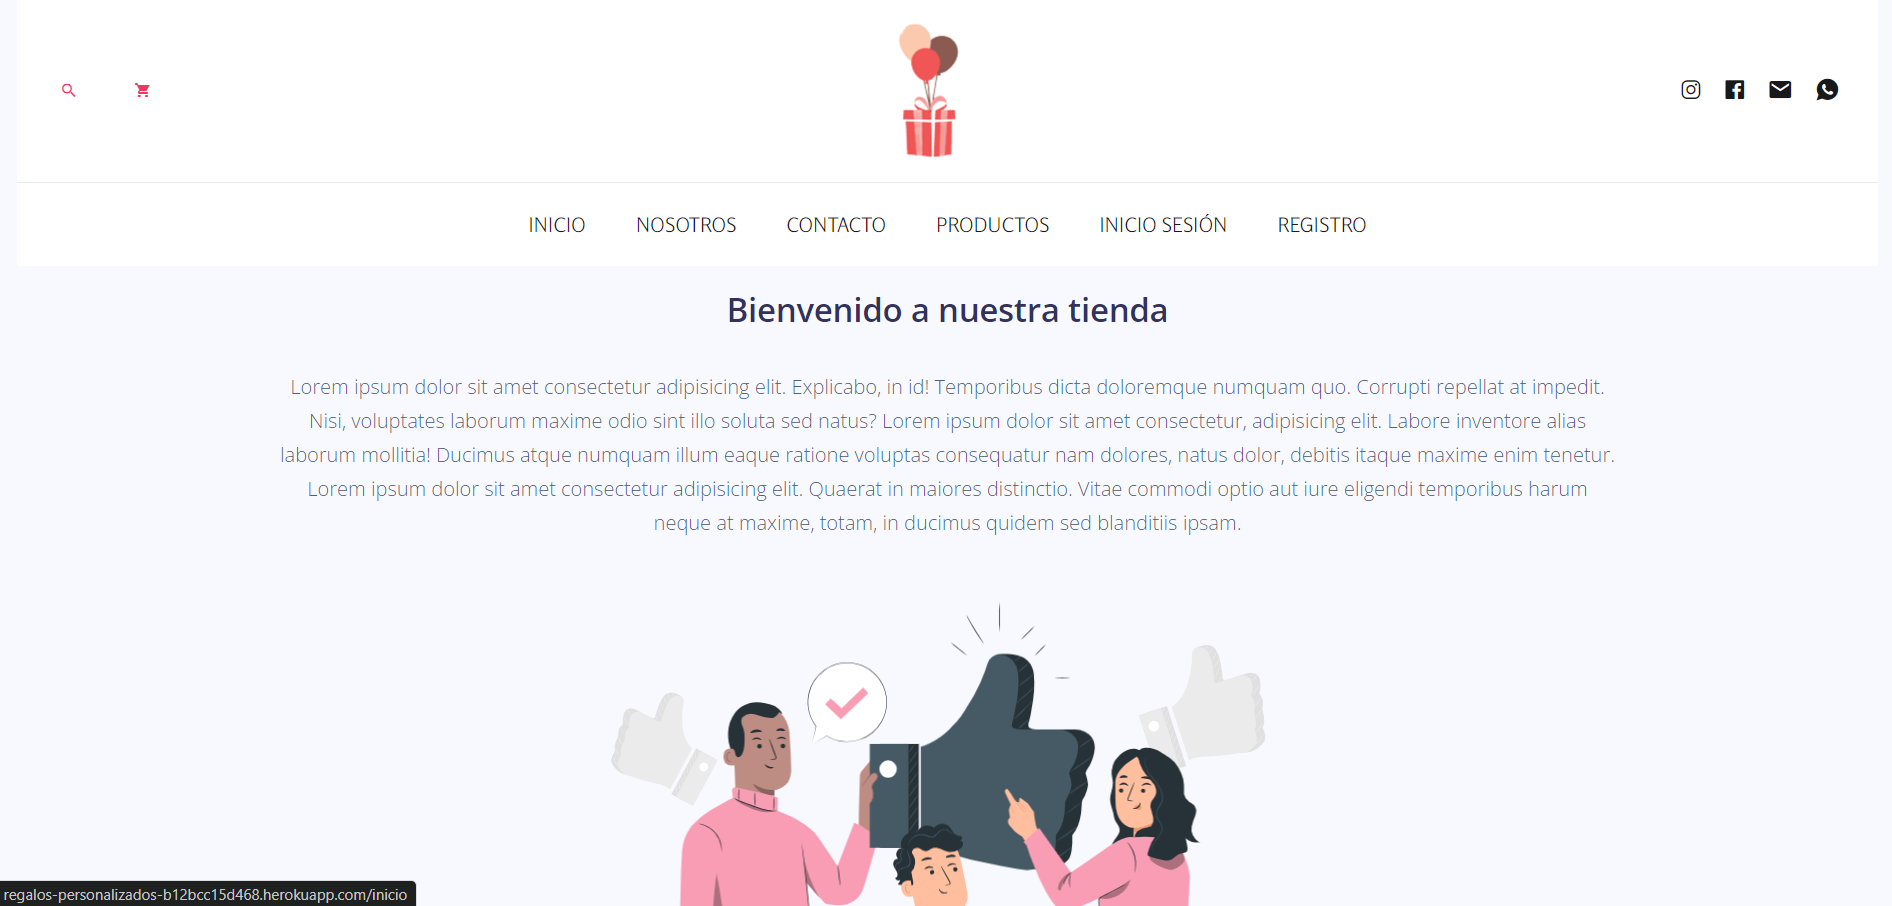 INICIO NOSOTROS CONTACTO PRODUCTOS INICIO SESIÓN REGISTRO
Bienvenido a nuestra tienda
Lorem ipsum dolor sit amet consectetur adipisicing elit. Explicabo, in id! Temporibus dicta doloremque numquam quo. Corrupti repellat at impedit.
Nisi, voluptates laborum maxime odio sint illo soluta sed natus? Lorem ipsum dolor sit amet consectetur, adipisicing elit. Labore inventore alias
laborum mollitia! Ducimus atque numquam illum eaque ratione voluptas consequatur nam dolores, natus dolor, debitis itaque maxime enim tenetur.
Lorem ipsum dolor sit amet consectetur adipisicing elit. Quaerat in maiores distinctio. Vitae commodi optio aut iure eligendi temporibus harum
neque at maxime, totam, in ducimus quidem sed blanditiis ipsam.
regalos-personalizados-b12bcc15d468.herokuapp.com/inicio